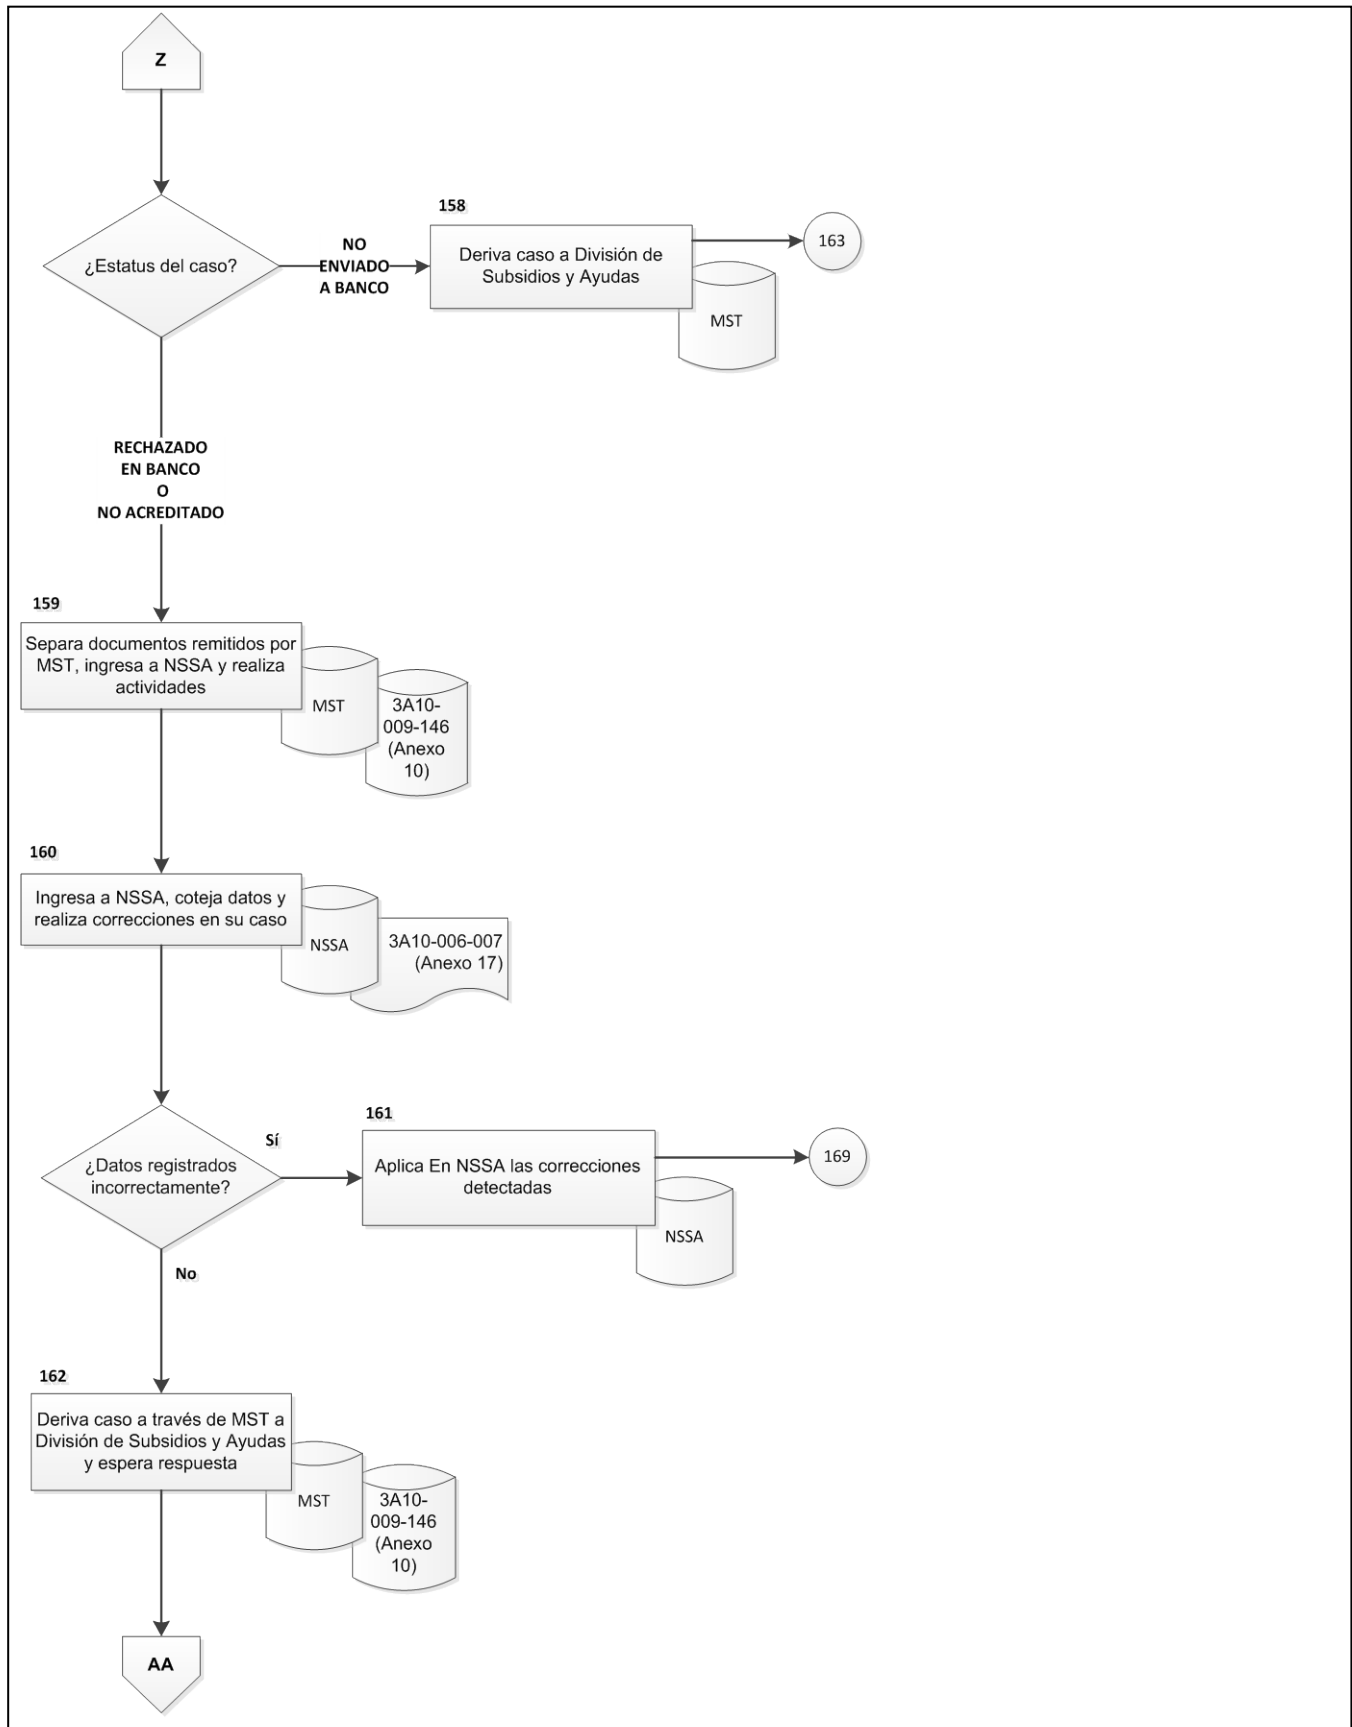 Z
¿Estatus del caso?
NO
ENVIADO
A BANCO
158
Deriva caso a División de
Subsidios y Ayudas
MST
163
RECHAZADO
EN BANCO
O
NO ACREDITADO
159
Separa documentos remitidos por
MST, ingresa a NSSA y realiza
actividades
MST
3A10-
009-146
(Anexo
10)
160
Ingresa a NSSA, coteja datos y
realiza correcciones en su caso
NSSA
3A10-006-007
(Anexo 17)
¿Datos registrados
incorrectamente?
Sí
161
Aplica En NSSA las correcciones
detectadas
NSSA
169
No
162
Deriva caso a través de MST a
División de Subsidios y Ayudas
y espera respuesta
MST
3A10-
009-146
(Anexo
10)
AA